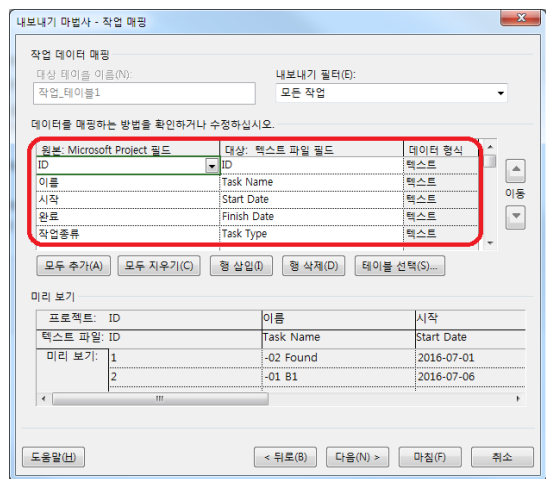 내보내기 마법사 - 작업 매핑
작업 데이터 매핑
대상 테이블 이름(N):
내보내기 필터(E):
작업_테이블1
모든 작업
데이터를 매핑하는 방법을 확인하거나 수정하십시오.
원본: Microsoft Project 필드 대상: 텍스트 파일 필드 데이터 형식
ID ID 텍스트
이름 Task Name 텍스트
시작 Start Date 텍스트
완료 Finish Date 텍스트
작업종류 Task Type 텍스트
이동
모두 추가(A) 모두 지우기(C) 행 삽입(I) 행 삭제(D) 테이블 선택(S)...
미리 보기
프로젝트: ID 이름 시작
텍스트 파일: ID Task Name Start Date
미리 보기: 1 -02 Found 2016-07-01
2 -01 B1 2016-07-06
도움말(H) < 뒤로(B) 다음(N) > 마침(F) 취소